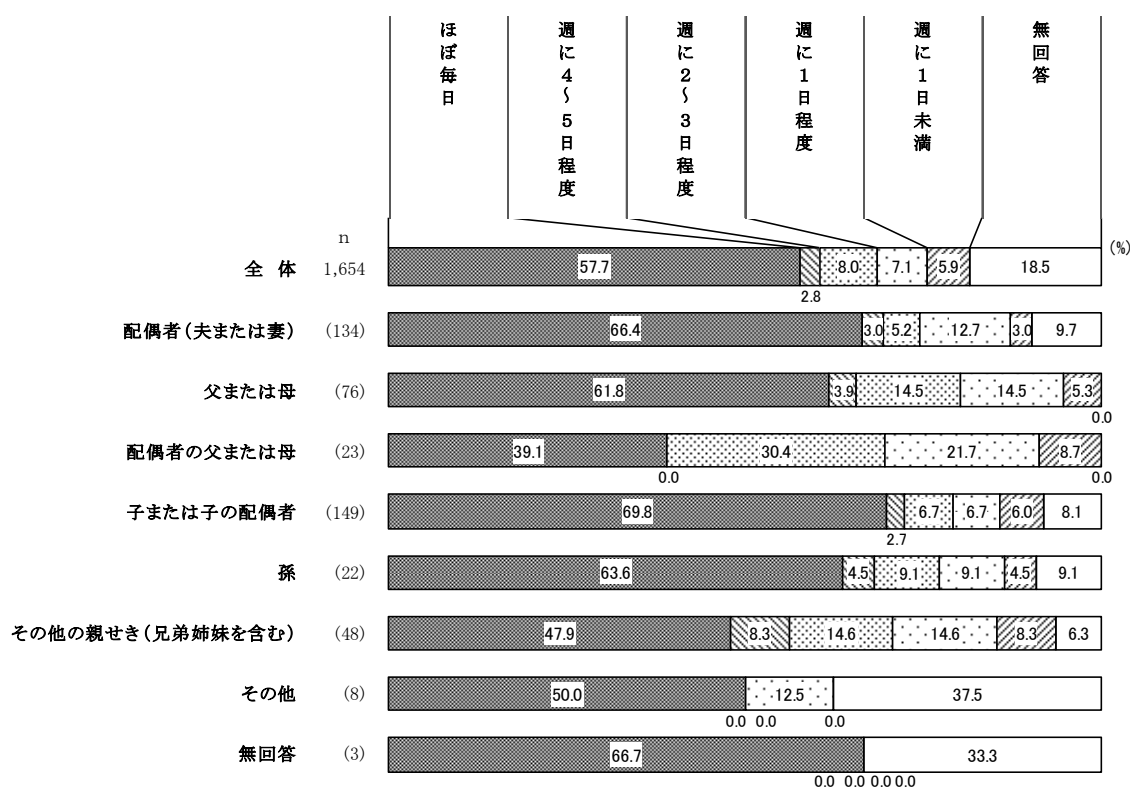 ほぼ毎日
週に4～5日程度
週に2～3日程度
週に1日程度
週に1日未満
無回答
n
(%)
全 体 1,654 57.7 8.0 7.1 5.9 18.5
2.8
配偶者(夫または妻) (134) 66.4 3.0 5.2 12.7 3.0 9.7
父または母 (76) 61.8 3.9 14.5 14.5 5.3
0.0
配偶者の父または母 (23) 39.1 30.4 21.7 8.7
0.0 0.0
子または子の配偶者 (149) 69.8 6.7 6.7 6.0 8.1
2.7
孫 (22) 63.6 4.5 9.1 9.1 4.5 9.1
その他の親せき(兄弟姉妹を含む) (48) 47.9 8.3 14.6 14.6 8.3 6.3
その他 (8) 50.0 12.5 37.5
0.0 0.0 0.0
無回答 (3) 66.7 33.3
0.0 0.0 0.0 0.0